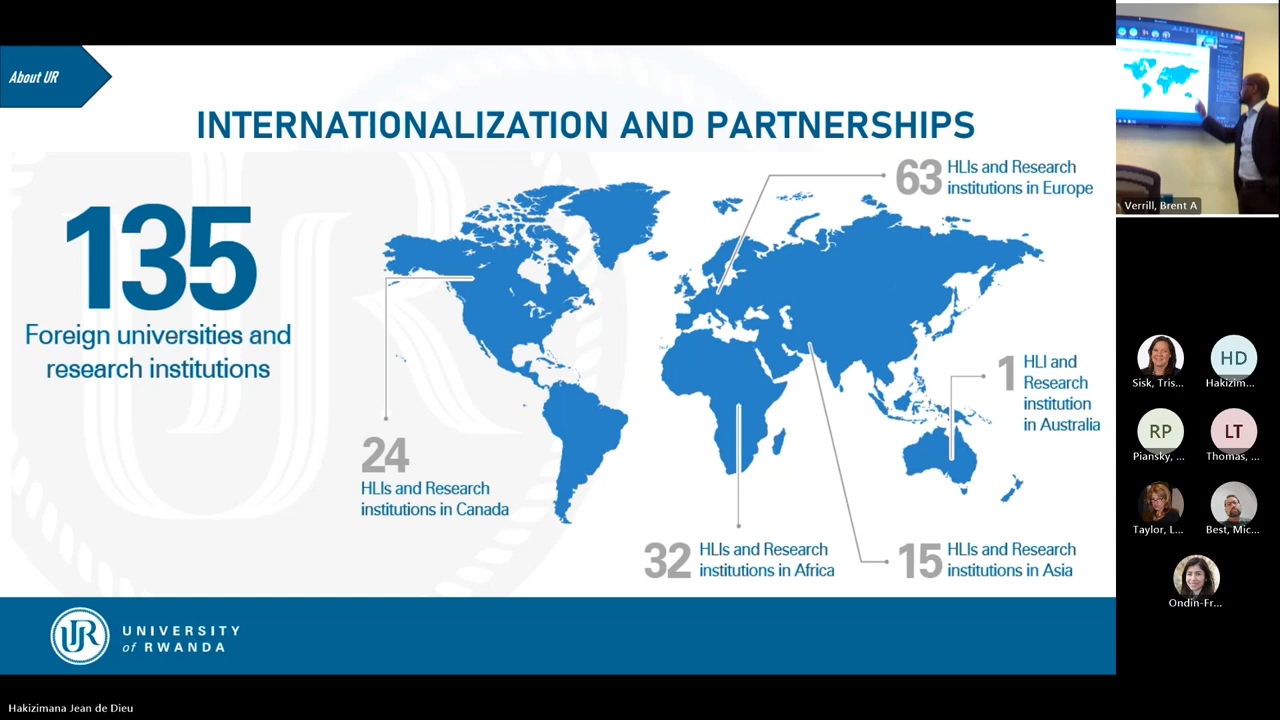 About UR
INTERNATIONALIZATION AND PARTNERSHIPS
135
Foreign universities and
research institutions
63
HLIs and Research
institutions in Europe
1
HLI and
Research
institution
in Australia
24
HLIs and Research
institutions in Canada
32
HLIs and Research
institutions in Africa
15
HLIs and Research
institutions in Asia
UR
UNIVERSITY
of RWANDA
Hakizimana Jean de Dieu
Verrill, Brent A
Sisk, Tris...
HD
Hakizim...
RP
Piansky, ...
LT
Thomas, ...
Taylor, L...
Best, Mic...
Ondin-Fr...